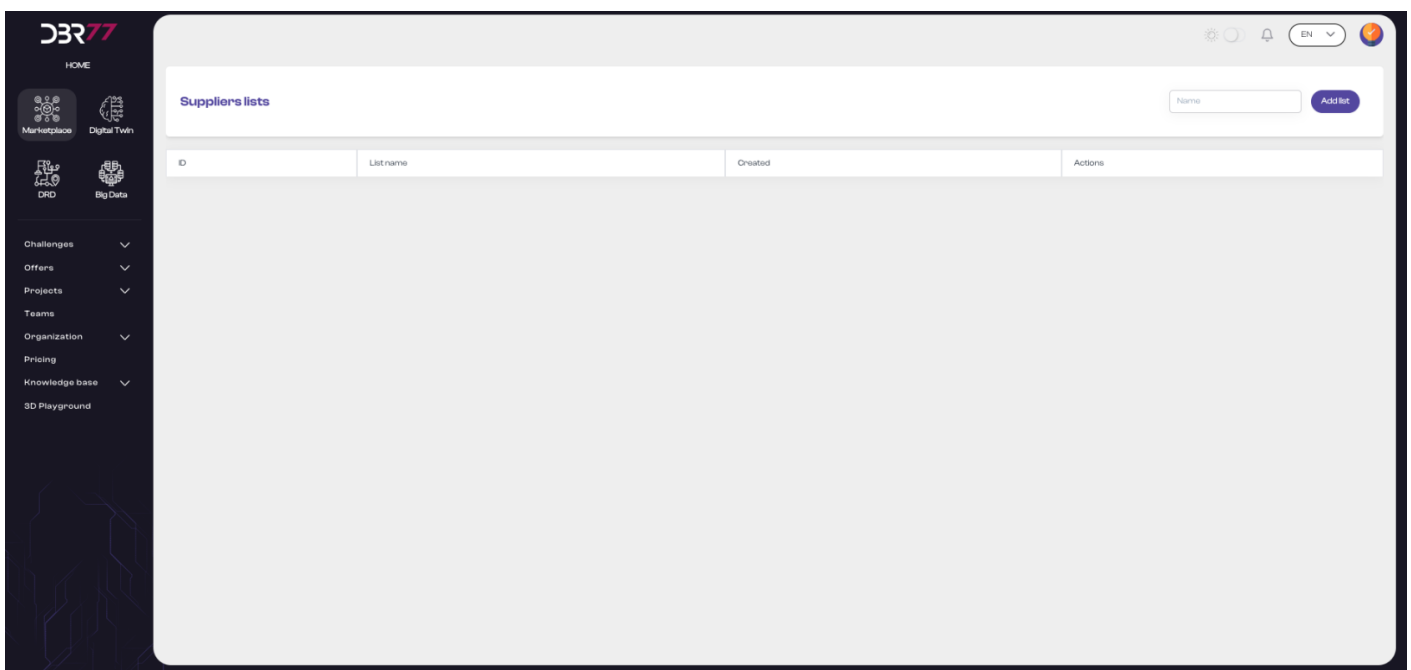 DBR77
HOME
Marketplace
Digital Twin
DRD
Big Data
Challenges
Offers
Projects
Teams
Organization
Pricing
Knowledge base
3D Playground
EN
Suppliers lists
Name
Add list
ID
List name
Created
Actions